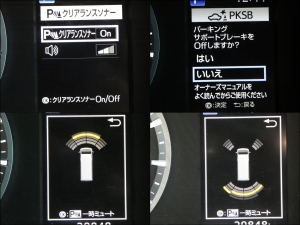 P クリアランスソナー
P クリアランスソナー On
:クリアランスソナーOn/Off
PKSB
パーキング
サポートブレーキを
Offしますか?
はい
いいえ
オーナーズマニュアルを
よく読んでからご使用ください
:決定 :戻る
:P 一時ミュート
:P 一時ミュート